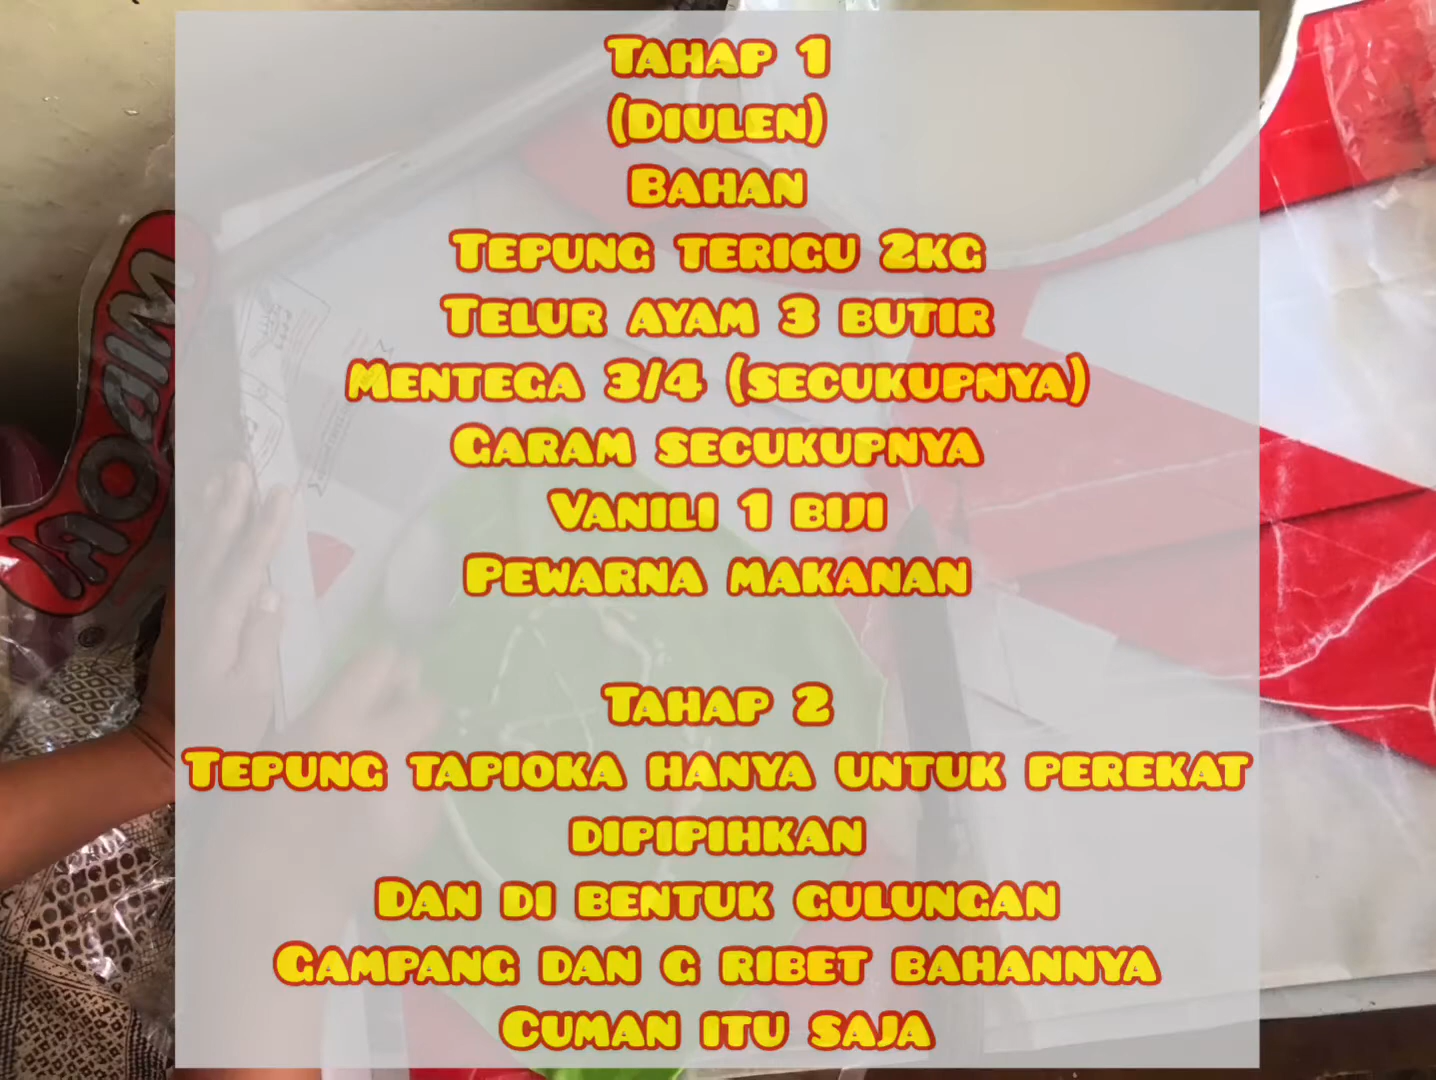 Tahap 1
(Diulen)
Bahan
Tepung terigu 2kg
Telur ayam 3 butir
Mentega 3/4 (secukupnya)
Garam secukupnya
Vanili 1 biji
Pewarna makanan
Tahap 2
Tepung tapioka hanya untuk perekat
dipipihkan
Dan di bentuk gulungan
Gampang dan g ribet bahannya
Cuman itu saja